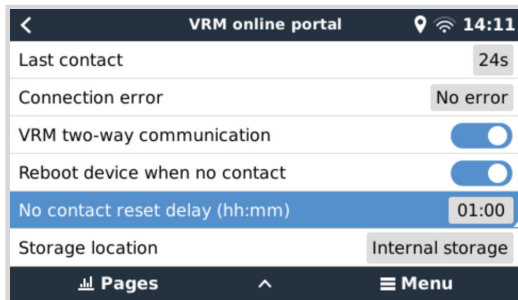 VRM online portal 14:11
Last contact 24s
Connection error No error
VRM two-way communication
Reboot device when no contact
No contact reset delay (hh:mm) 01:00
Storage location Internal storage
Pages Menu